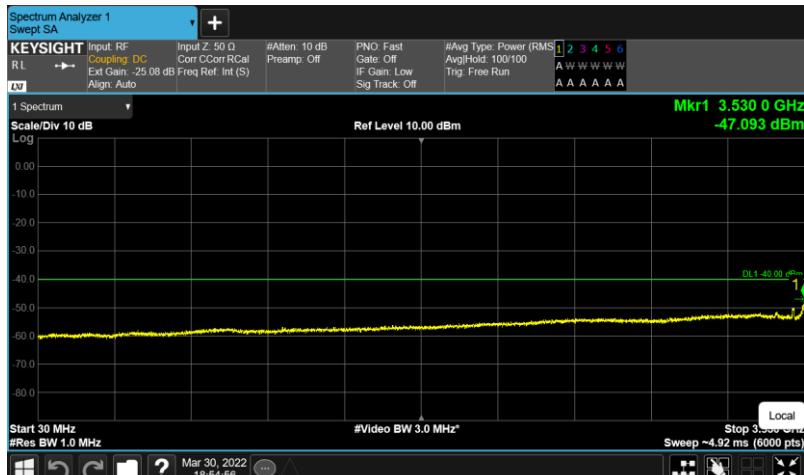 Spectrum Analyzer 1
Swept SA
+
KEYSIGHT
RL
LXI
Input: RF
Coupling: DC
Ext Gain: -25.08 dB
Align: Auto
Input Z: 50 Ω
Corr CCorr RCal
Freq Ref: Int (S)
#Atten: 10 dB
Preamp: Off
PNO: Fast
Gate: Off
IF Gain: Low
Sig Track: Off
#Avg Type: Power (RMS
Avg|Hold: 100/100
Trig: Free Run
1 2 3 4 5 6
A W W W W W
A A A A A A
1 Spectrum
Scale/Div 10 dB
Log
Ref Level 10.00 dBm
Mkr1 3.530 0 GHz
-47.093 dBm
0.00
-10.0
-20.0
-30.0
-40.0
-50.0
-60.0
-70.0
-80.0
DL1 -40.00 dBm
1
Local
Start 30 MHz
#Res BW 1.0 MHz
#Video BW 3.0 MHz*
Stop
Sweep ~4.92 ms (6000 pts)
?
Mar 30, 2022